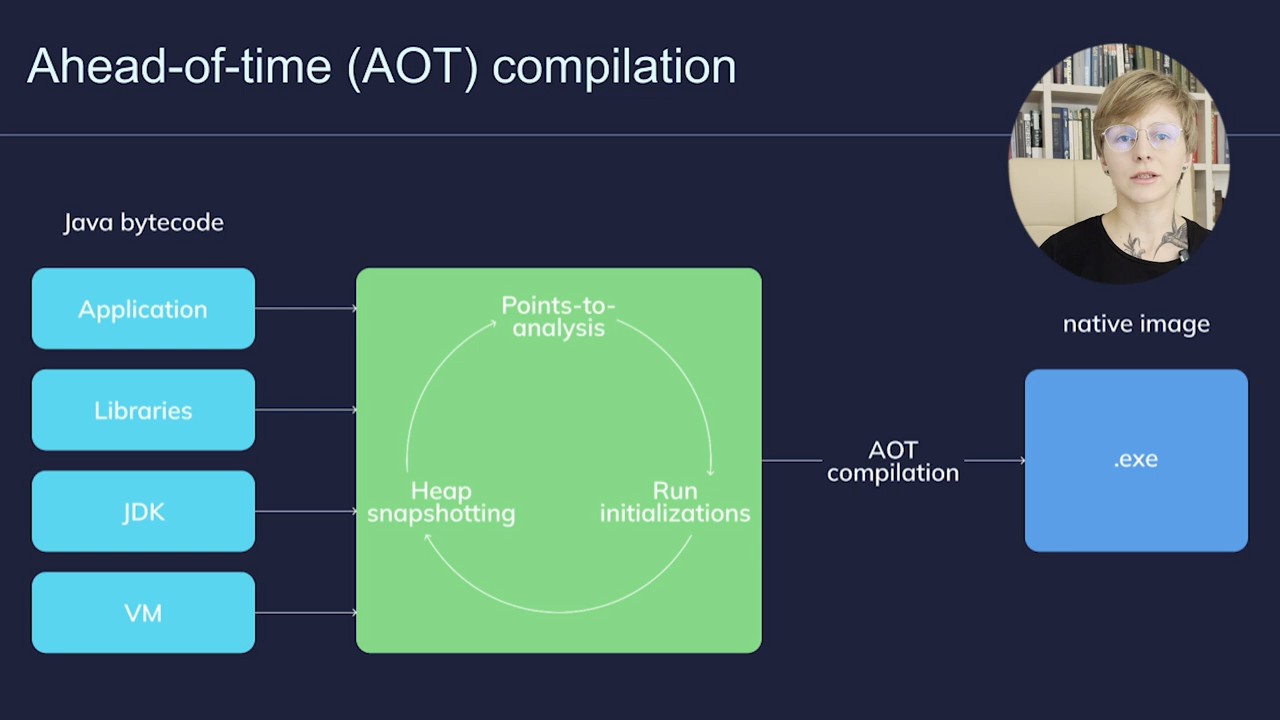 Ahead-of-time (AOT) compilation
Java bytecode
Application
Libraries
JDK
VM
Points-to-
analysis
Heap
snapshotting
Run
initializations
AOT
compilation
native image
.exe